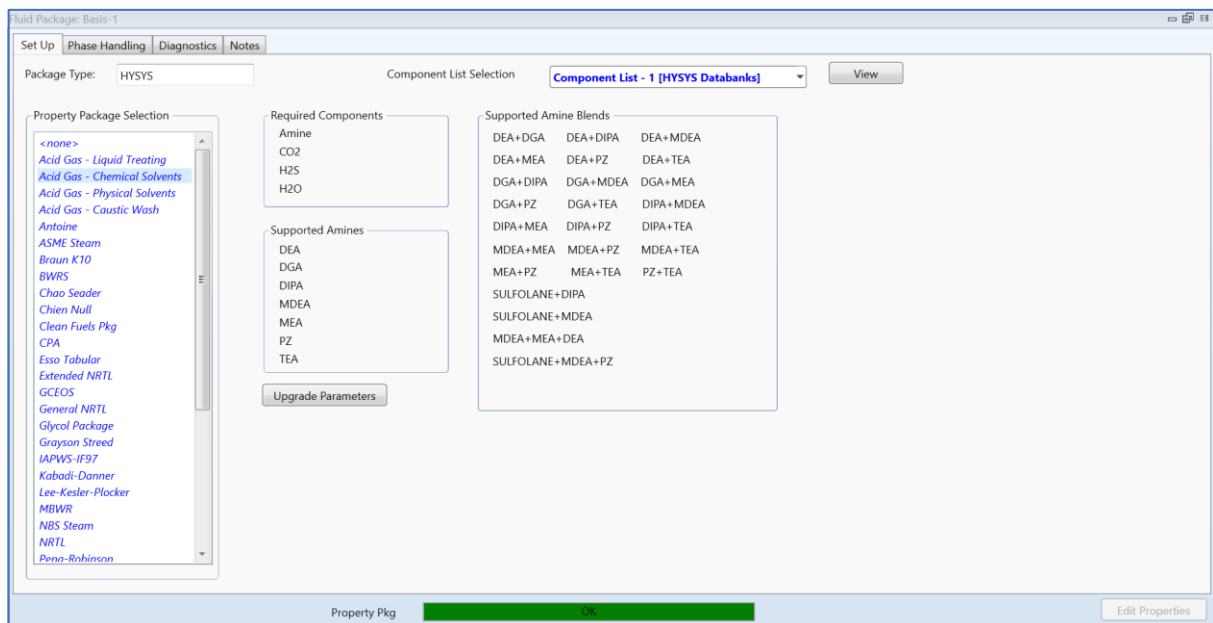 Fluid Package: Basis-1
Set Up Phase Handling Diagnostics Notes
Package Type: HYSYS Component List Selection Component List - 1 [HYSYS Databanks] View
Property Package Selection
<none>
Acid Gas - Liquid Treating
Acid Gas - Chemical Solvents
Acid Gas - Physical Solvents
Acid Gas - Caustic Wash
Antoine
ASME Steam
Braun K10
BWRS
Chao Seader
Chien Null
Clean Fuels Pkg
CPA
Esso Tabular
Extended NRTL
GCEOS
General NRTL
Glycol Package
Grayson Streed
IAPWS-IF97
Kabadi-Danner
Lee-Kesler-Plocker
MBWR
NBS Steam
NRTL
Peng-Robinson
Required Components
Amine
CO2
H2S
H2O
Supported Amines
DEA
DGA
DIPA
MDEA
MEA
PZ
TEA
Upgrade Parameters
Supported Amine Blends
DEA+DGA DEA+DIPA DEA+MDEA
DEA+MEA DEA+PZ DEA+TEA
DGA+DIPA DGA+MDEA DGA+MEA
DGA+PZ DGA+TEA DIPA+MDEA
DIPA+MEA DIPA+PZ DIPA+TEA
MDEA+MEA MDEA+PZ MDEA+TEA
MEA+PZ MEA+TEA PZ+TEA
SULFOLANE+DIPA
SULFOLANE+MDEA
MDEA+MEA+DEA
SULFOLANE+MDEA+PZ
Property Pkg OK Edit Properties